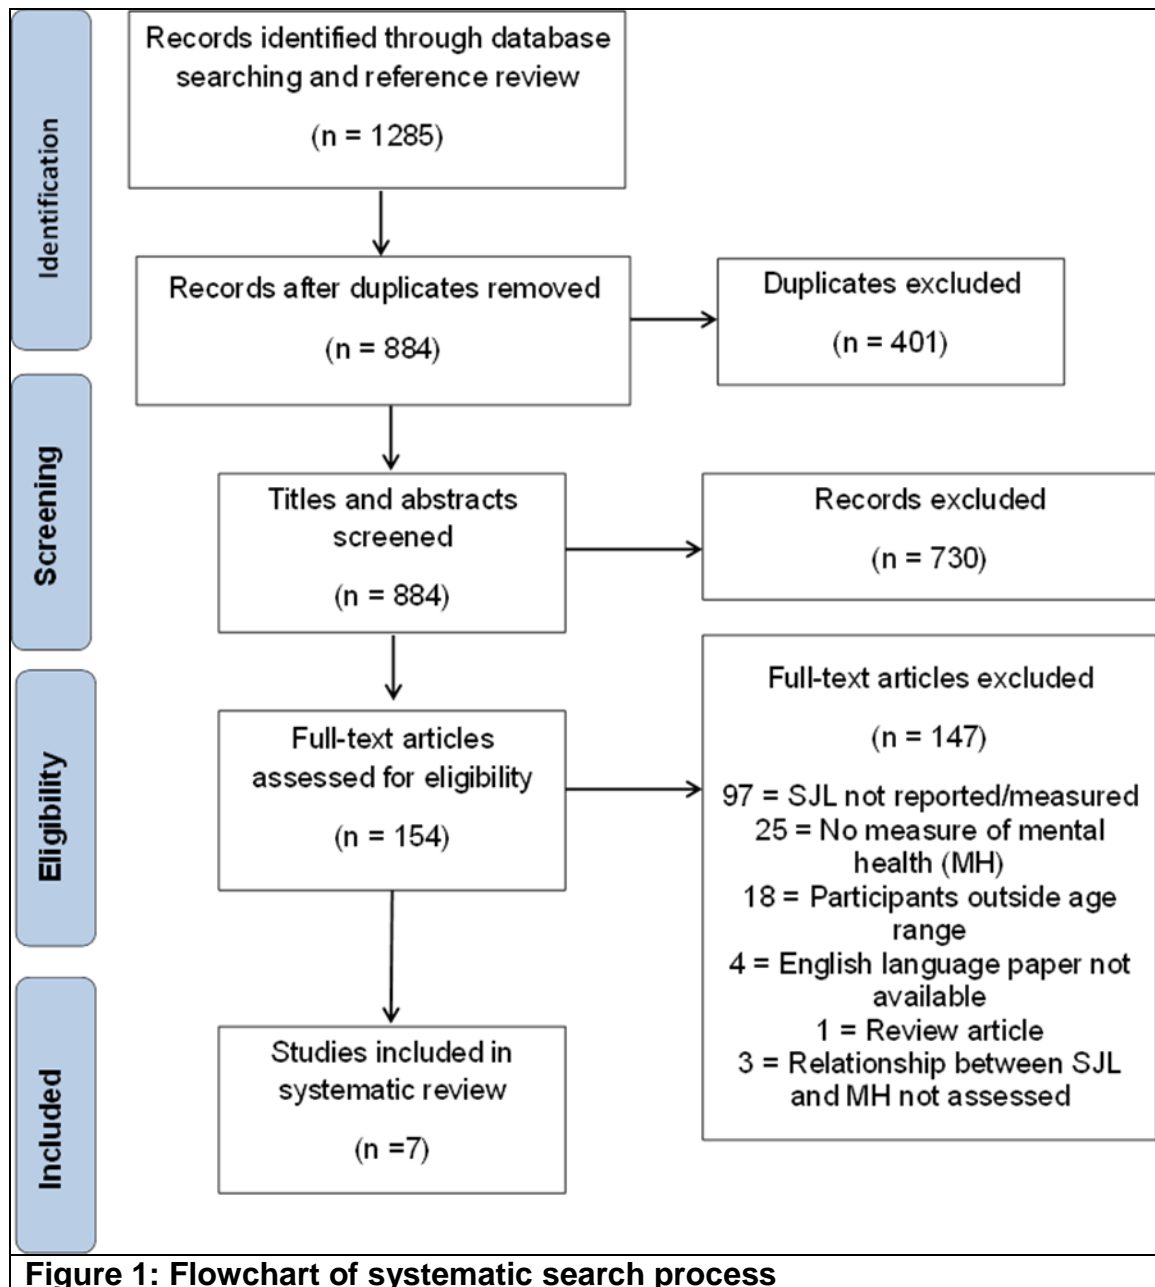 Identification
Records identified through database
searching and reference review
(n = 1285)
Records after duplicates removed
(n = 884)
Duplicates excluded
(n = 401)
Screening
Titles and abstracts
screened
(n = 884)
Records excluded
(n = 730)
Eligibility
Full-text articles
assessed for eligibility
(n = 154)
Full-text articles excluded
(n = 147)
97 = SJL not reported/measured
25 = No measure of mental
health (MH)
18 = Participants outside age
range
4 = English language paper not
available
1 = Review article
3 = Relationship between SJL
and MH not assessed
Included
Studies included in
systematic review
(n =7)
Figure 1: Flowchart of systematic search process